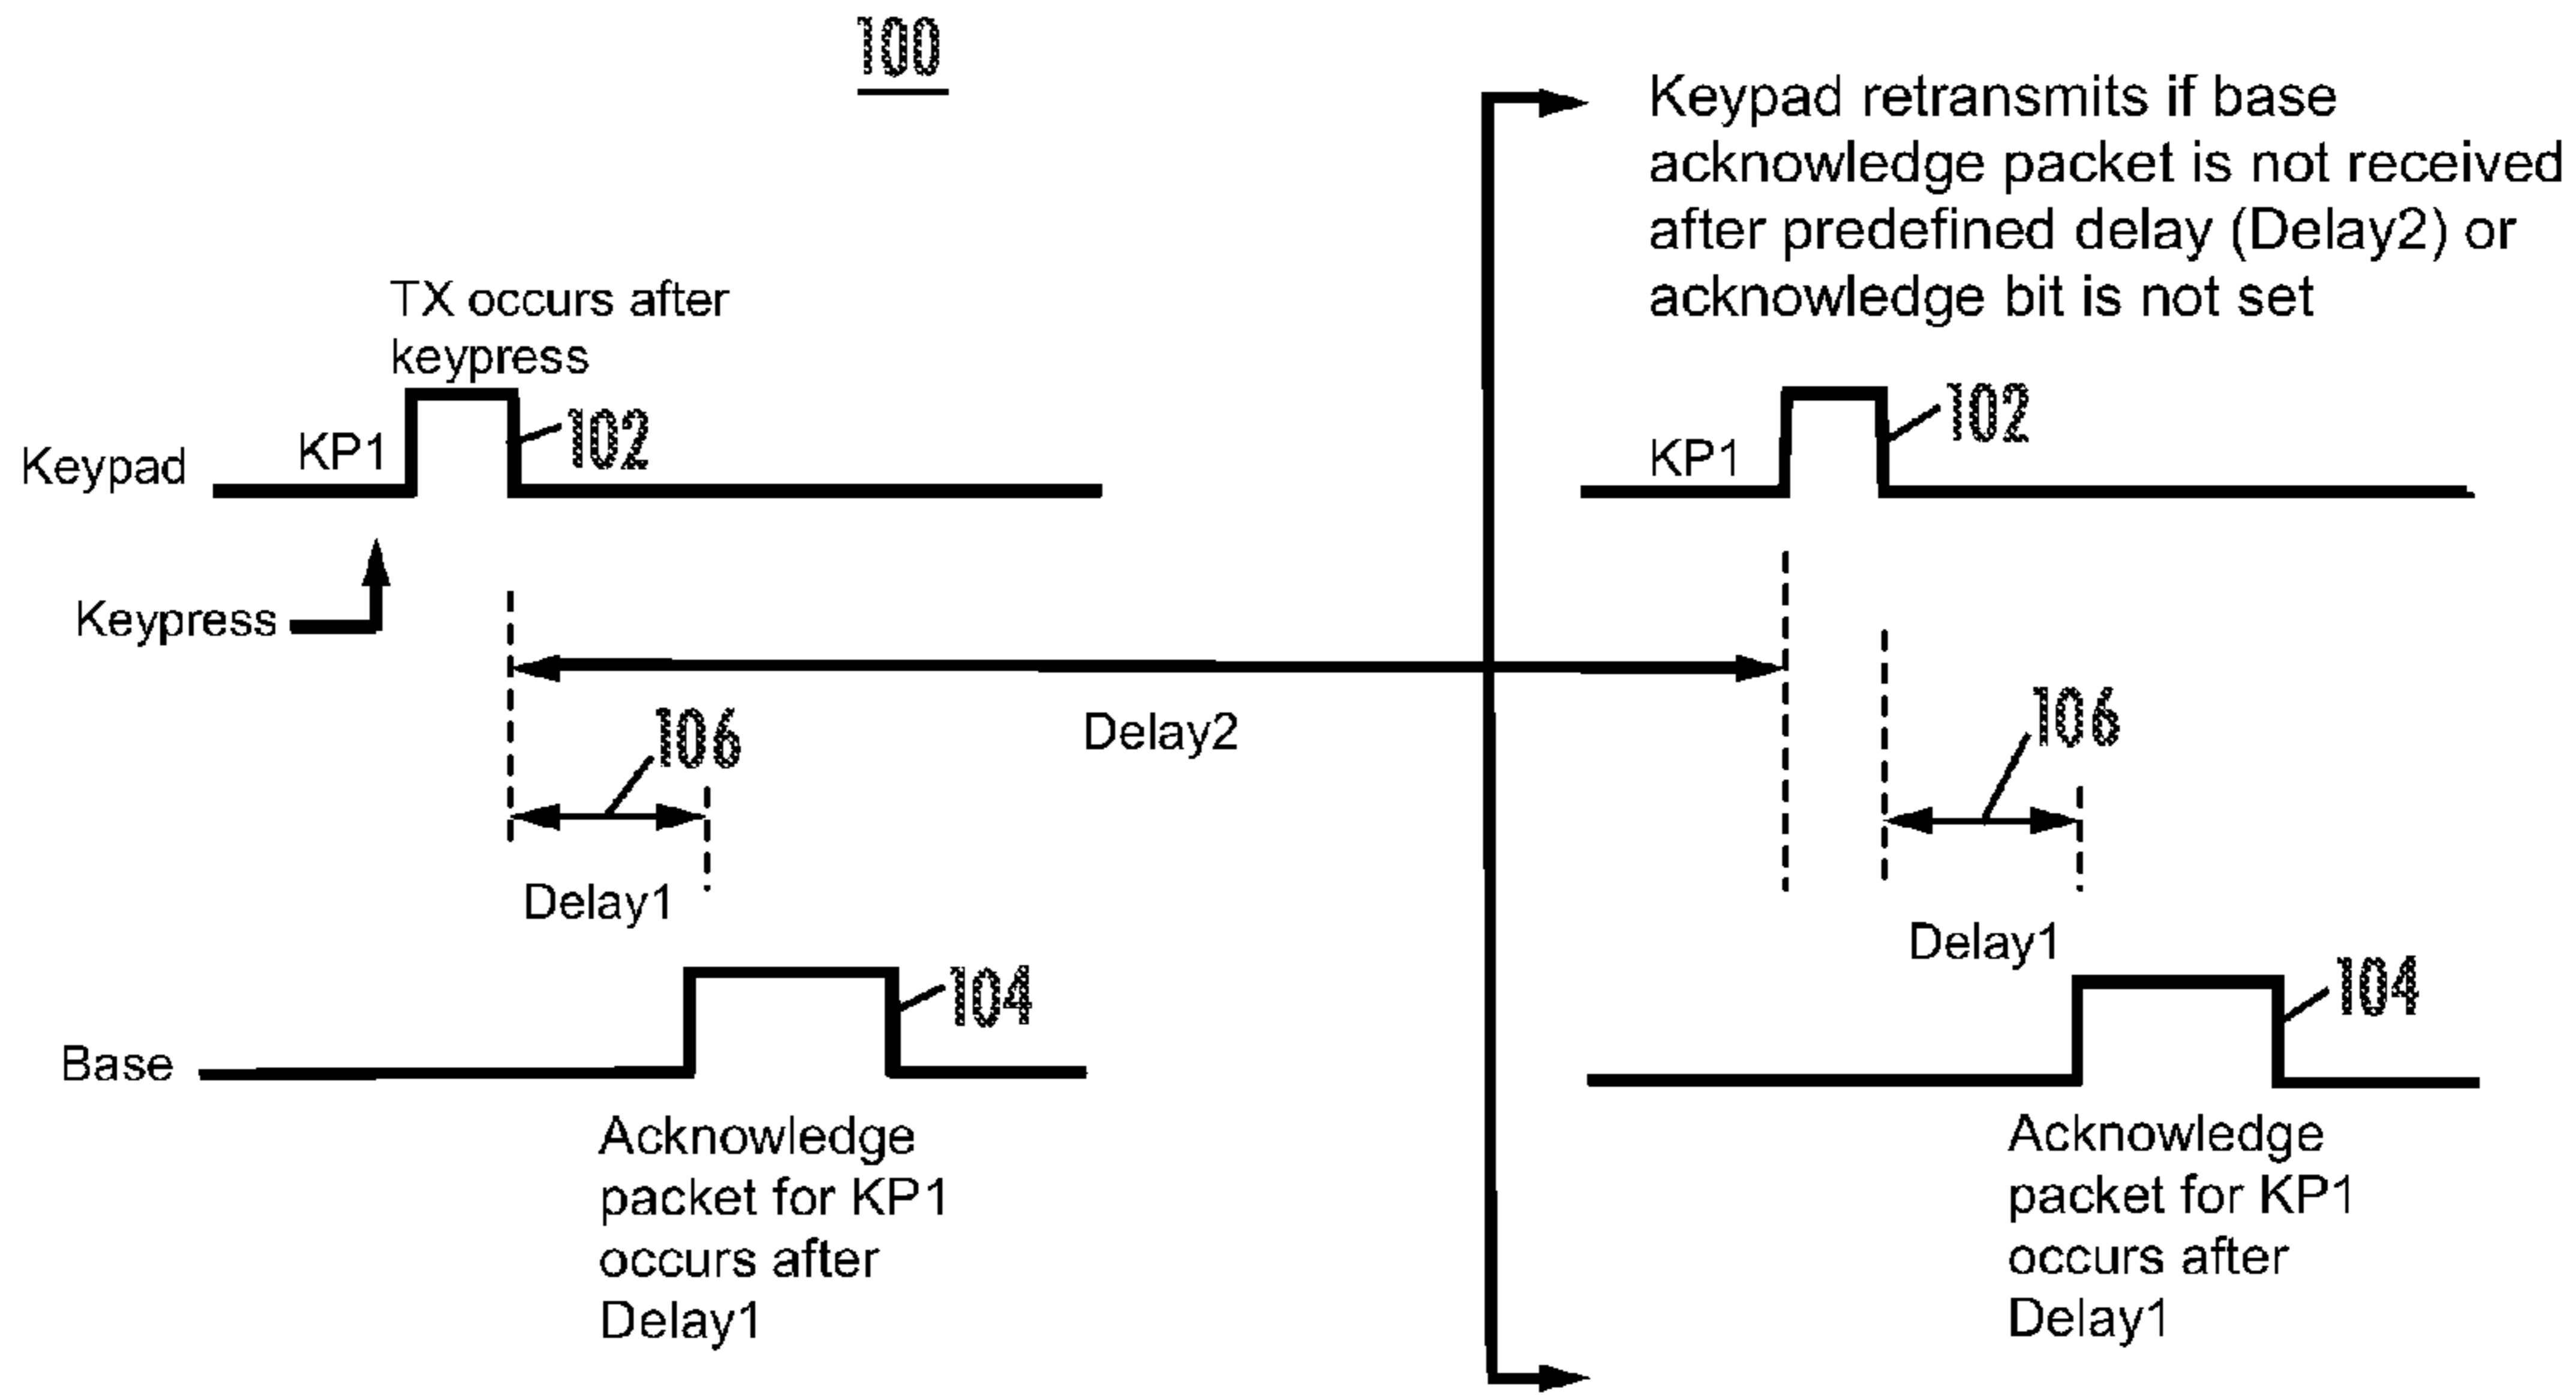 100
Keypad retransmits if base
acknowledge packet is not received
after predefined delay (Delay2) or
acknowledge bit is not set
TX occurs after
keypress
Keypad
KP1
102
KP1
102
Keypress
Delay2
106
106
Delay1
Delay1
Base
104
104
Acknowledge
packet for KP1
occurs after
Delay1
Acknowledge
packet for KP1
occurs after
Delay1